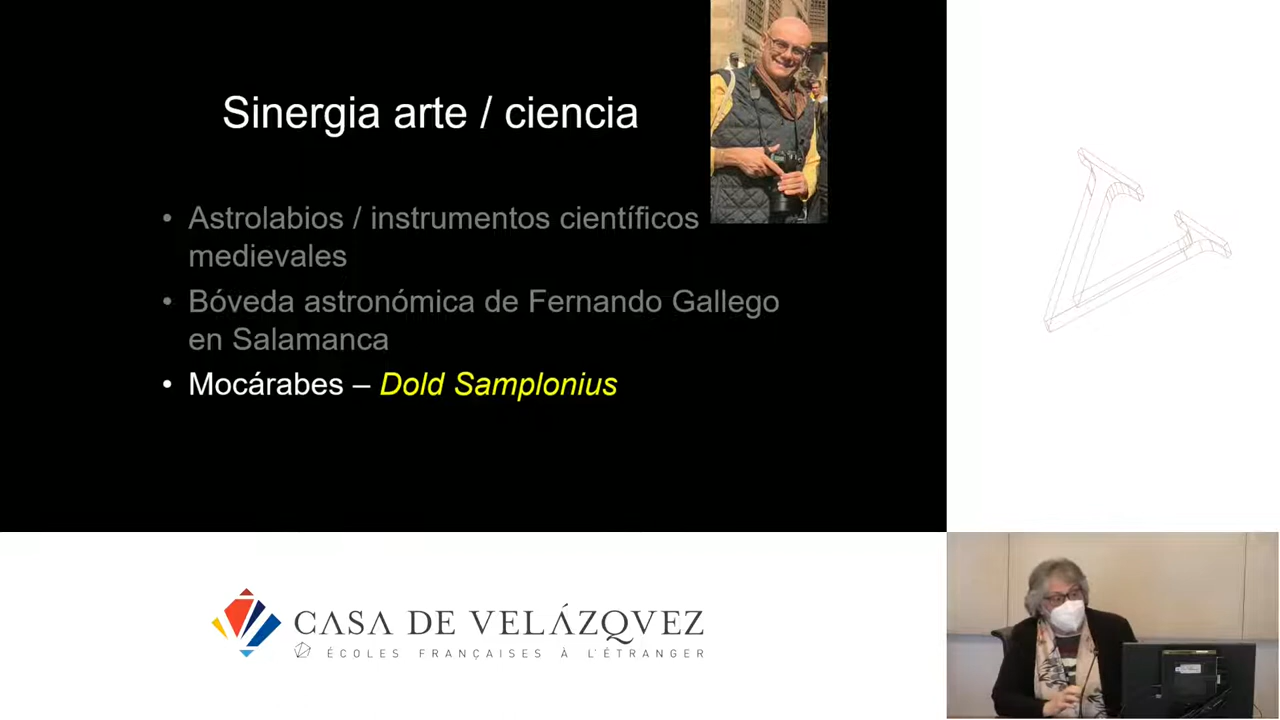 Sinergia arte / ciencia
• Astrolabios / instrumentos científicos
medievales
• Bóveda astronómica de Fernando Gallego
en Salamanca
• Mocárabes – Dold Samplonius
CASA DE VELÁZQVEZ
ÉCOLES FRANÇAISES À L'ÉTRANGER